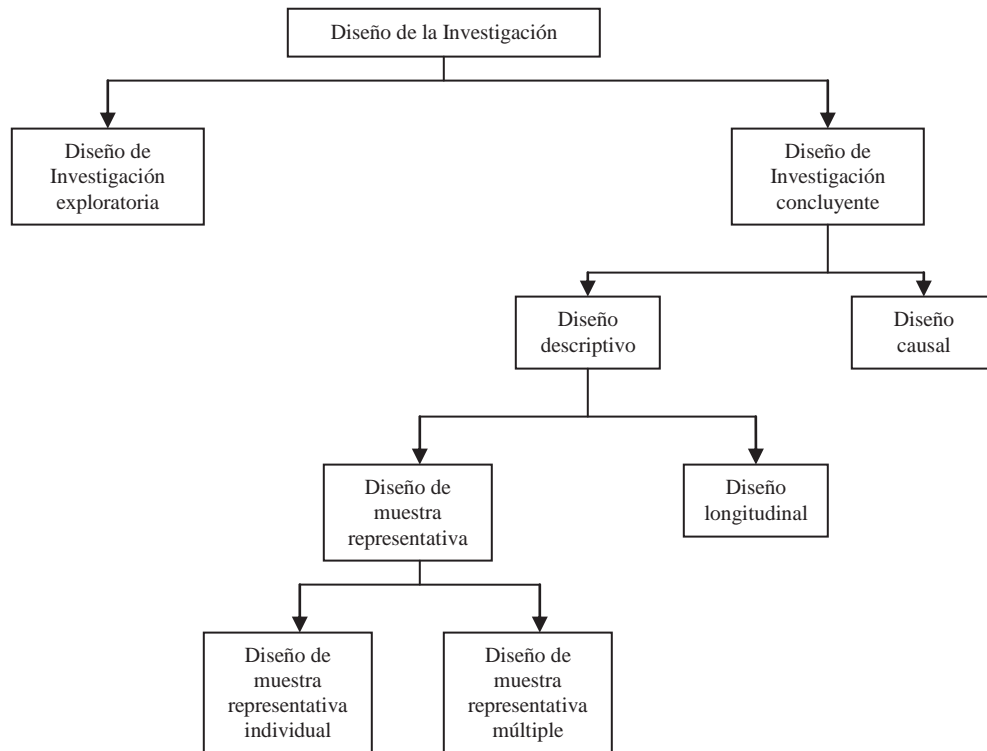 Diseño de la Investigación
Diseño de
Investigación
exploratoria
Diseño de
Investigación
concluyente
Diseño
descriptivo
Diseño
causal
Diseño de
muestra
representativa
Diseño
longitudinal
Diseño de
muestra
representativa
individual
Diseño de
muestra
representativa
múltiple